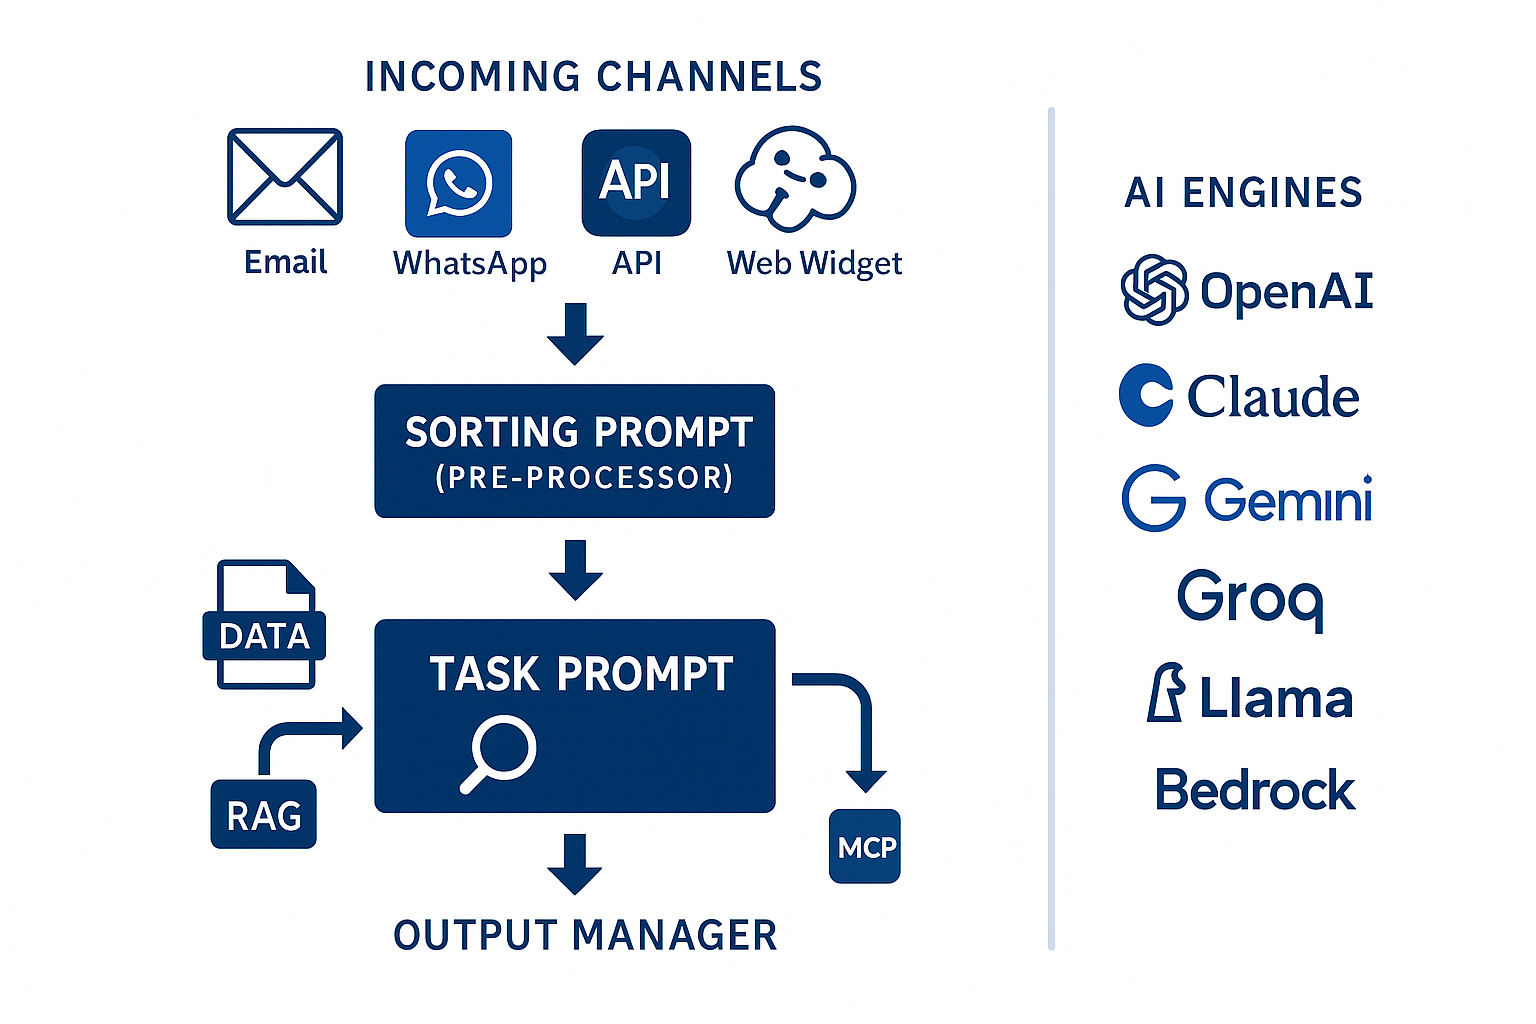 INCOMING CHANNELS
API
Email
WhatsApp
API
Web Widget
SORTING PROMPT
(PRE-PROCESSOR)
DATA
TASK PROMPT
RAG
MCP
OUTPUT MANAGER
AI ENGINES
OpenAI
Claude
Gemini
Groq
Llama
Bedrock